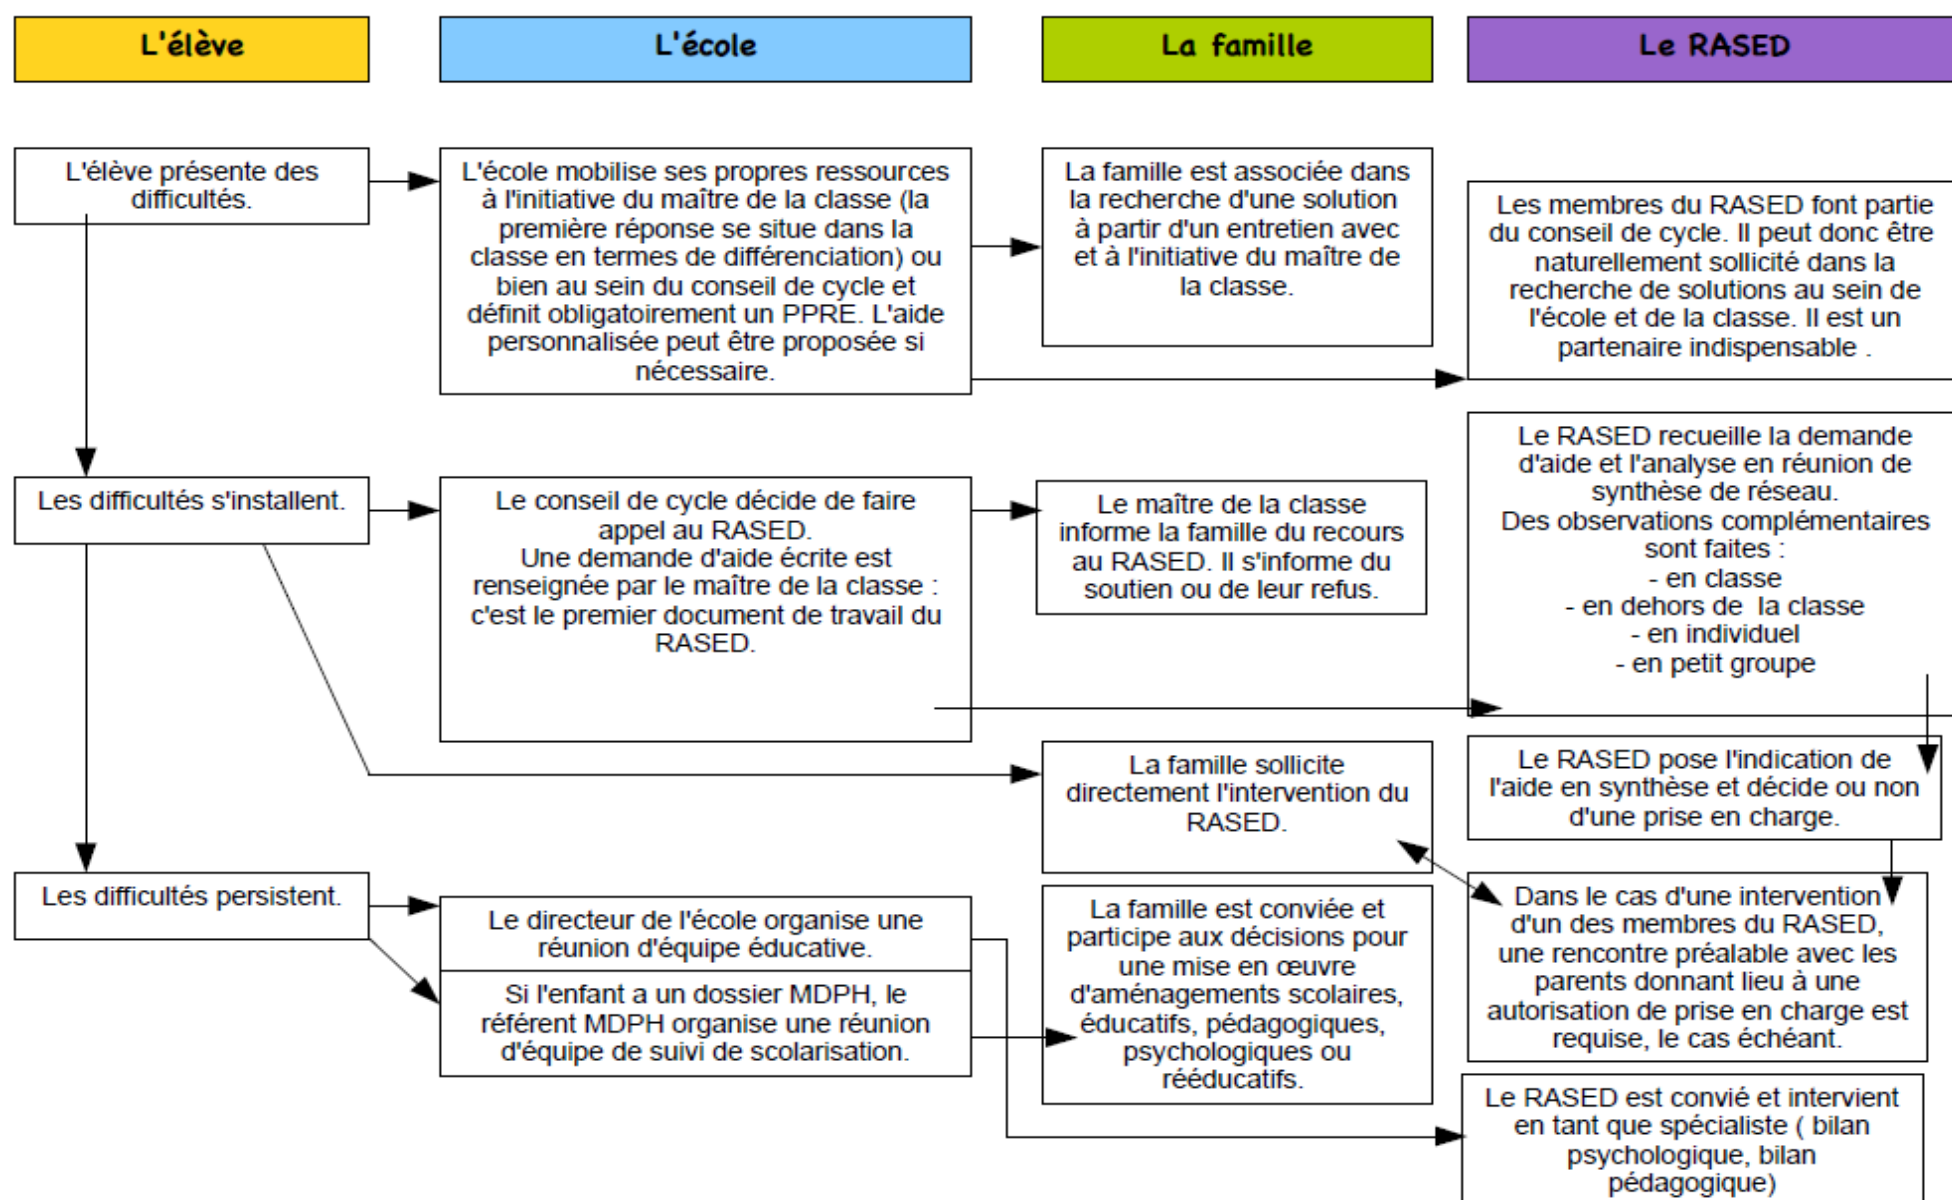 L'élève
L'école
La famille
Le RASED
L'élève présente des
difficultés.
L'école mobilise ses propres ressources
à l'initiative du maître de la classe (la
première réponse se situe dans la
classe en termes de différenciation) ou
bien au sein du conseil de cycle et
définit obligatoirement un PPRE. L'aide
personnalisée peut être proposée si
nécessaire.
La famille est associée dans
la recherche d'une solution
à partir d'un entretien avec
et à l'initiative du maître de
la classe.
Les membres du RASED font partie
du conseil de cycle. Il peut donc être
naturellement sollicité dans la
recherche de solutions au sein de
l'école et de la classe. Il est un
partenaire indispensable .
Les difficultés s'installent.
Le conseil de cycle décide de faire
appel au RASED.
Une demande d'aide écrite est
renseignée par le maître de la classe :
c'est le premier document de travail du
RASED.
Le maître de la classe
informe la famille du recours
au RASED. Il s'informe du
soutien ou de leur refus.
Le RASED recueille la demande
d'aide et l'analyse en réunion de
synthèse de réseau.
Des observations complémentaires
sont faites :
- en classe
- en dehors de  la classe
- en individuel
- en petit groupe
La famille sollicite
directement l'intervention du
RASED.
Le RASED pose l'indication de
l'aide en synthèse et décide ou non
d'une prise en charge.
Les difficultés persistent.
Le directeur de l'école organise une
réunion d'équipe éducative.
Si l'enfant a un dossier MDPH, le
référent MDPH organise une réunion
d'équipe de suivi de scolarisation.
La famille est conviée et
participe aux décisions pour
une mise en œuvre
d'aménagements scolaires,
éducatifs, pédagogiques,
psychologiques ou
rééducatifs.
Dans le cas d'une intervention
d'un des membres du RASED,
une rencontre préalable avec les
parents donnant lieu à une
autorisation de prise en charge est
requise, le cas échéant.
Le RASED est convié et intervient
en tant que spécialiste ( bilan
psychologique, bilan
pédagogique)